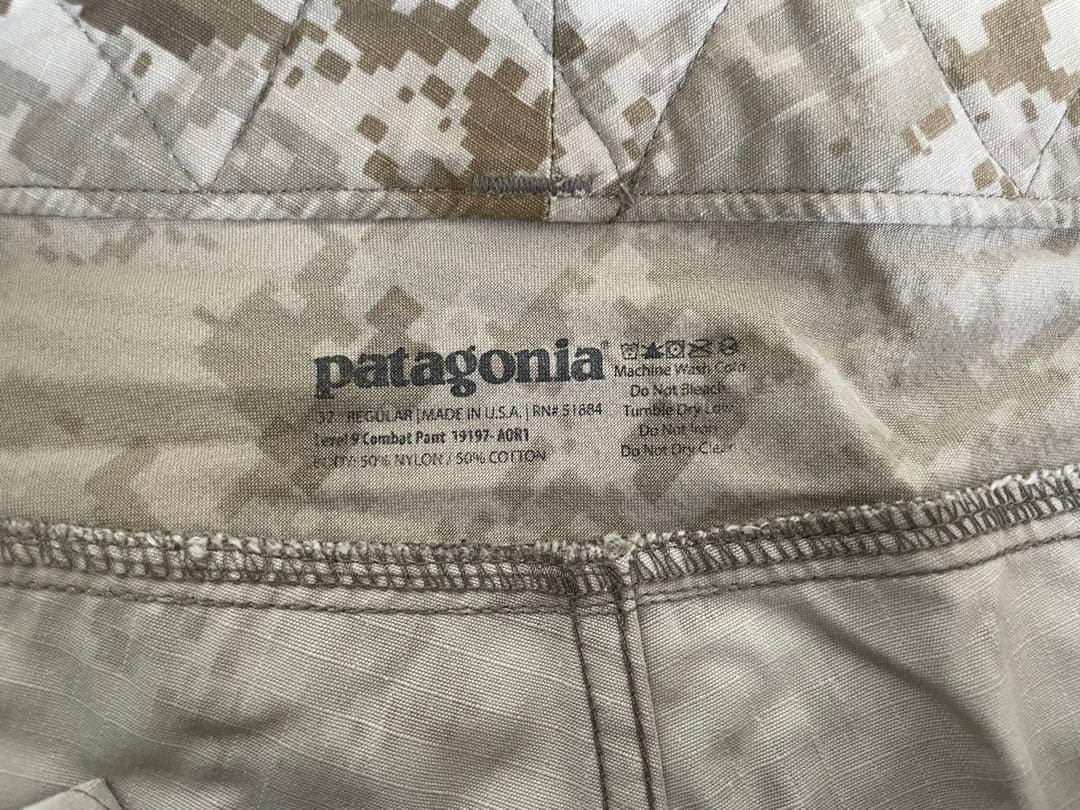 patagonia®
32 REGULAR | MADE IN U.S.A. | RN# 51884
Level 9 Combat Pant 19197-AOR1
BODY: 50% NYLON / 50% COTTON
Machine Wash Cold
Do Not Bleach
Tumble Dry Low
Do Not Iron
Do Not Dry Clean